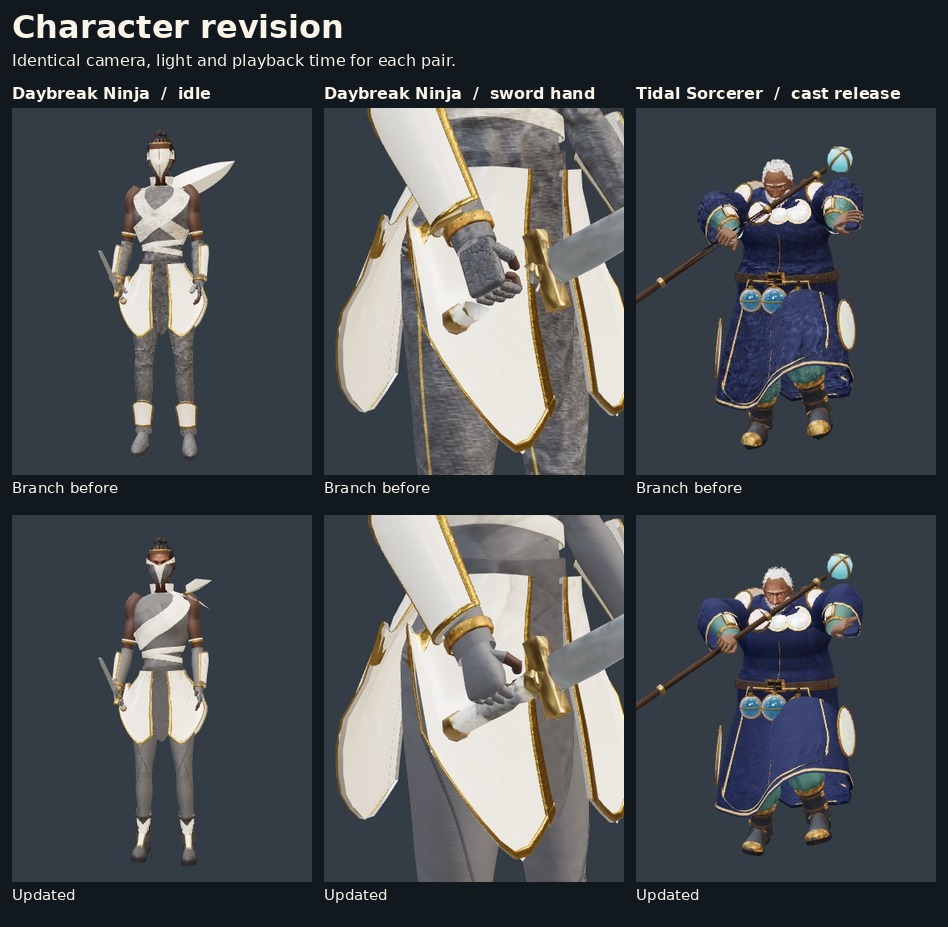 Character revision
Identical camera, light and playback time for each pair.
Daybreak Ninja / idle
Daybreak Ninja / sword hand
Tidal Sorcerer / cast release
Branch before
Branch before
Branch before
Updated
Updated
Updated